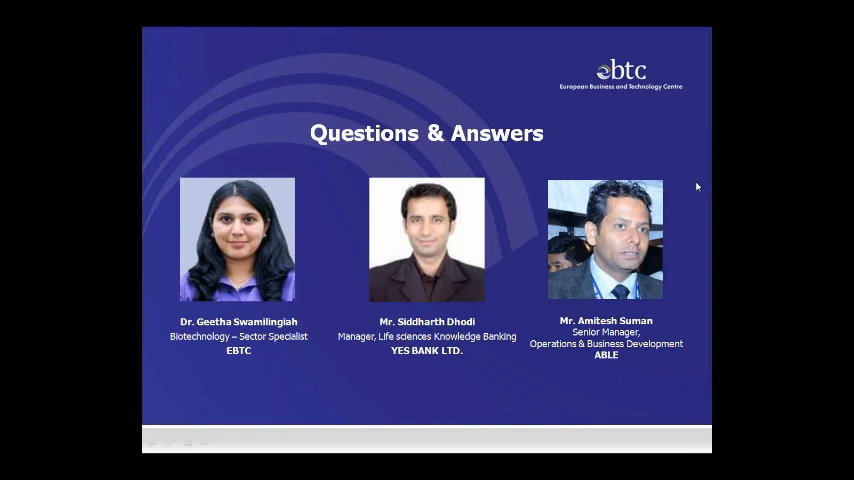 ebtc
European Business and Technology Centre
Questions & Answers
Dr. Geetha Swamilingiah
Biotechnology – Sector Specialist
EBTC
Mr. Siddharth Dhodi
Manager, Life sciences Knowledge Banking
YES BANK LTD.
Mr. Amitesh Suman
Senior Manager,
Operations & Business Development
ABLE